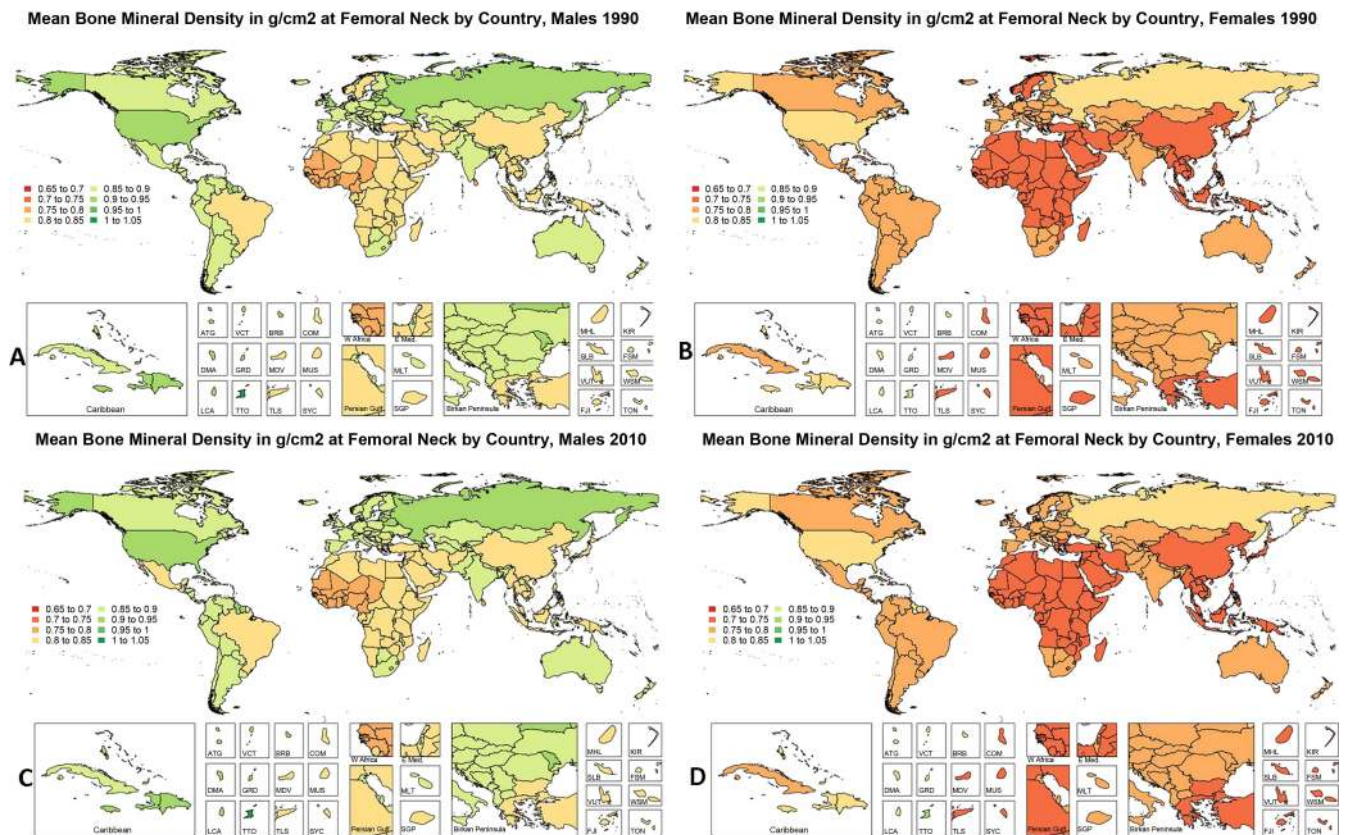 Mean Bone Mineral Density in g/cm2 at Femoral Neck by Country, Males 1990
0.65 to 0.7 0.85 to 0.9
0.7 to 0.75 0.9 to 0.95
0.75 to 0.8 0.95 to 1
0.8 to 0.85 1 to 1.05
A
Caribbean
ATG VCT BRB COM
DMA GRD MDV MUS
LCA TTO TLS SYC
W Africa E Med.
Persian Gulf
MLT
SGP
Birkan Peninsula
MHL KIR
SLB FSM
VUT WSM
FJI TON
Mean Bone Mineral Density in g/cm2 at Femoral Neck by Country, Females 1990
0.65 to 0.7 0.85 to 0.9
0.7 to 0.75 0.9 to 0.95
0.75 to 0.8 0.95 to 1
0.8 to 0.85 1 to 1.05
B
Caribbean
ATG VCT BRB COM
DMA GRD MDV MUS
LCA TTO TLS SYC
W Africa E Med.
Persian Gulf
MLT
SGP
Birkan Peninsula
MHL KIR
SLB FSM
VUT WSM
FJI TON
Mean Bone Mineral Density in g/cm2 at Femoral Neck by Country, Males 2010
0.65 to 0.7 0.85 to 0.9
0.7 to 0.75 0.9 to 0.95
0.75 to 0.8 0.95 to 1
0.8 to 0.85 1 to 1.05
C
Caribbean
ATG VCT BRB COM
DMA GRD MDV MUS
LCA TTO TLS SYC
W Africa E Med.
Persian Gulf
MLT
SGP
Birkan Peninsula
MHL KIR
SLB FSM
VUT WSM
FJI TON
Mean Bone Mineral Density in g/cm2 at Femoral Neck by Country, Females 2010
0.65 to 0.7 0.85 to 0.9
0.7 to 0.75 0.9 to 0.95
0.75 to 0.8 0.95 to 1
0.8 to 0.85 1 to 1.05
D
Caribbean
ATG VCT BRB COM
DMA GRD MDV MUS
LCA TTO TLS SYC
W Africa E Med.
Persian Gulf
MLT
SGP
Birkan Peninsula
MHL KIR
SLB FSM
VUT WSM
FJI TON